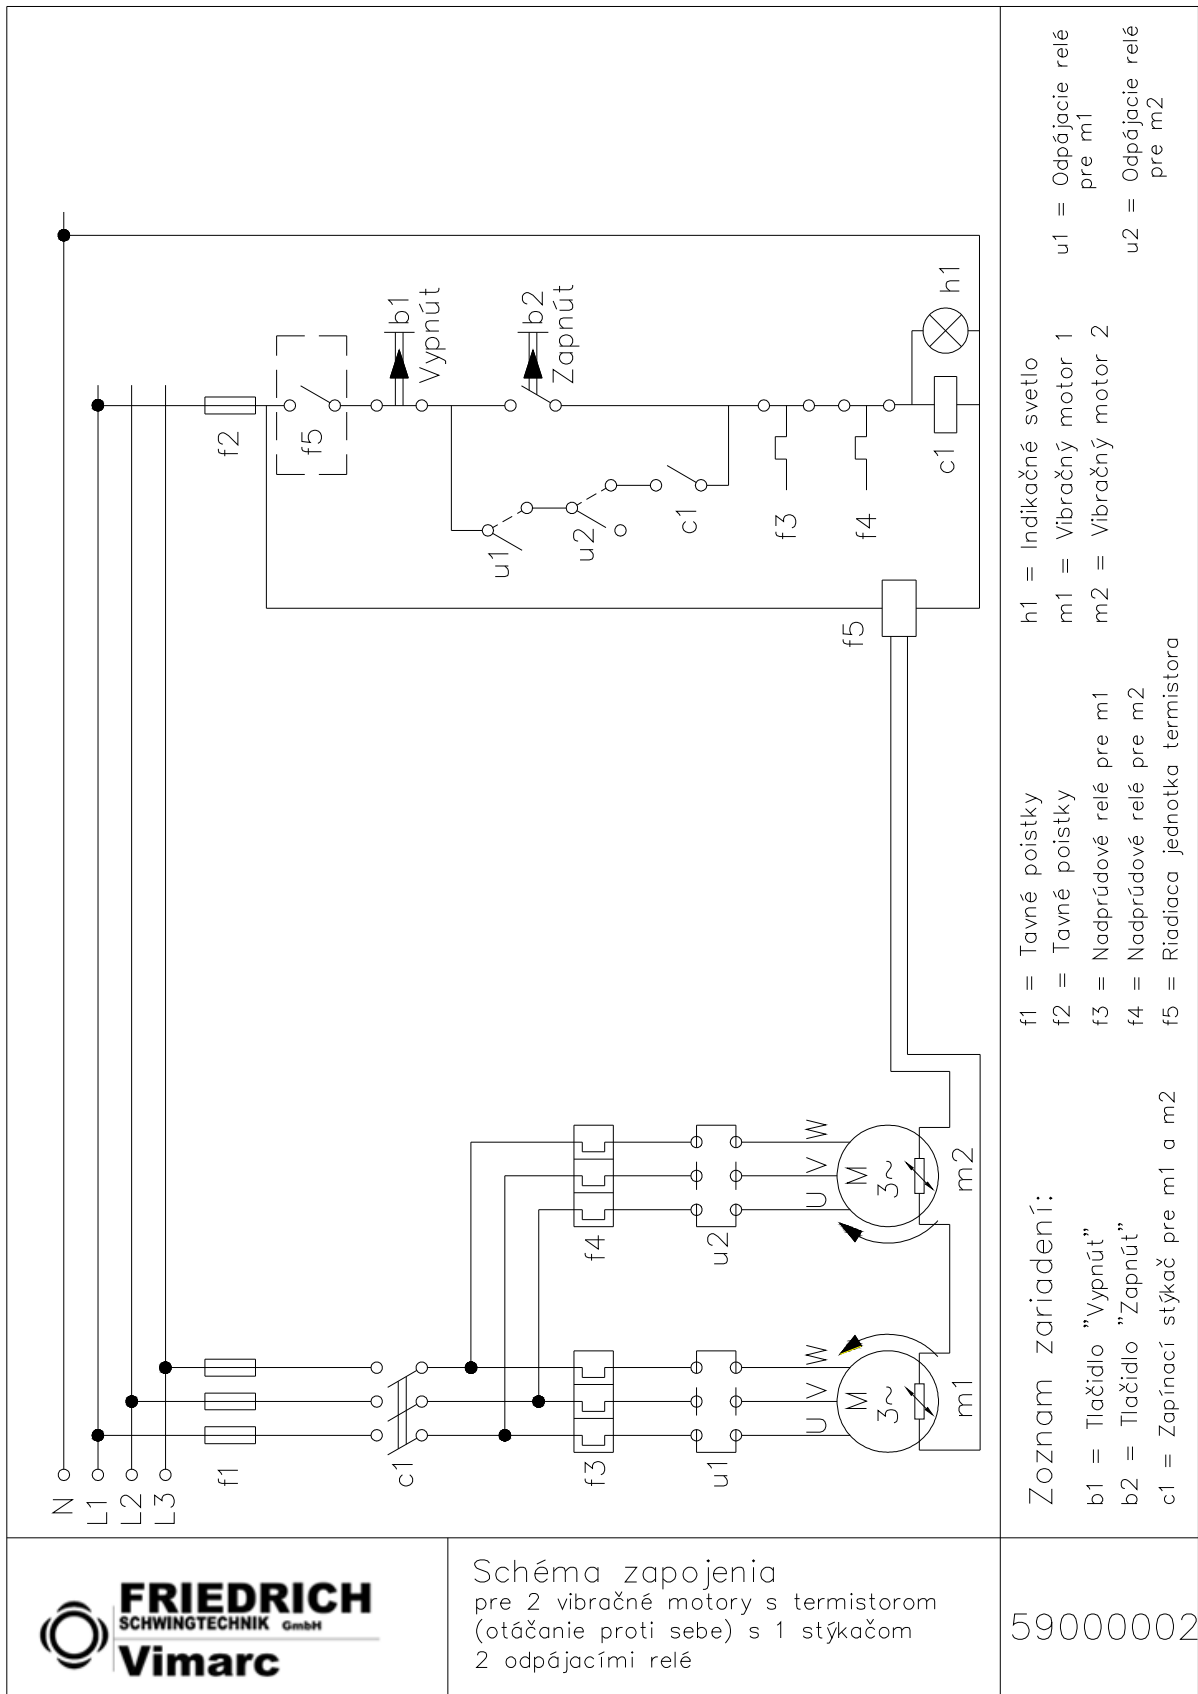 N
L1
L2
L3
f1
c1
f3
u1
U
V
W
M
3~
m1
f4
u2
U
V
W
M
3~
m2
f2
f5
b1
Vypnút
b2
Zapnút
u1
u2
c1
f3
f4
c1
h1
f5
Zoznam zariadení:
b1 = Tlačidlo "Vypnút"
b2 = Tlačidlo "Zapnút"
c1 = Zapínací stýkač pre m1 a m2
f1 = Tavné poistky
f2 = Tavné poistky
f3 = Nadprúdové relé pre m1
f4 = Nadprúdové relé pre m2
f5 = Riadiaca jednotka termistora
h1 = Indikačné svetlo
m1 = Vibračný motor 1
m2 = Vibračný motor 2
u1 = Odpájacie relé
pre m1
u2 = Odpájacie relé
pre m2
FRIEDRICH
SCHWINGTECHNIK GmbH
Vimarc
Schéma zapojenia
pre 2 vibračné motory s termistorom
(otáčanie proti sebe) s 1 stýkačom
2 odpájacími relé
59000002